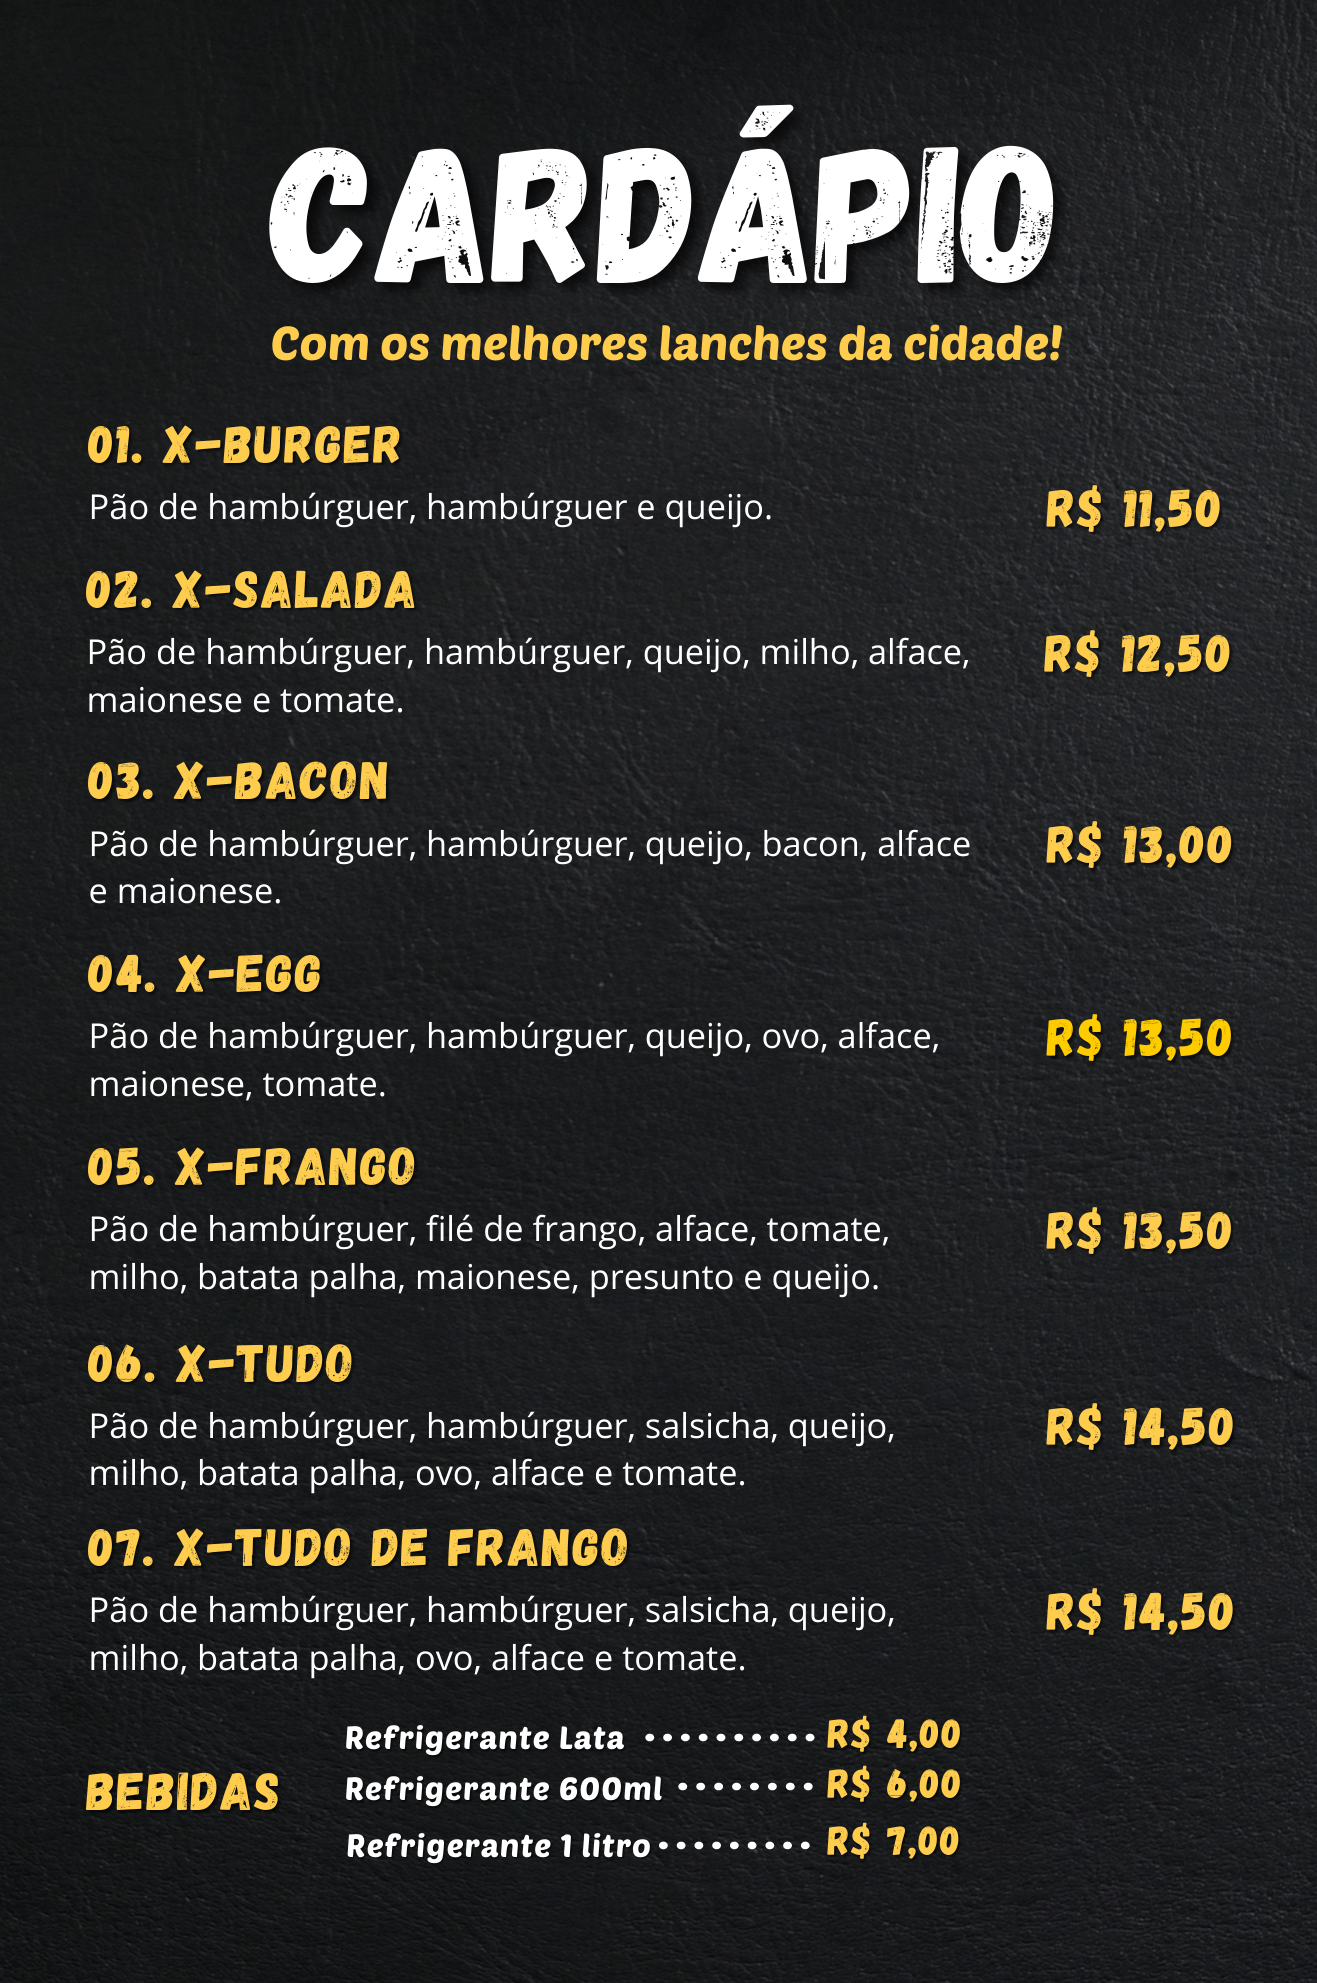 CARDÁPIO
Com os melhores lanches da cidade!
01. X-BURGER
Pão de hambúrguer, hambúrguer e queijo.
R$ 11,50
02. X-SALADA
Pão de hambúrguer, hambúrguer, queijo, milho, alface,
maionese e tomate.
R$ 12,50
03. X-BACON
Pão de hambúrguer, hambúrguer, queijo, bacon, alface
e maionese.
R$ 13,00
04. X-EGG
Pão de hambúrguer, hambúrguer, queijo, ovo, alface,
maionese, tomate.
R$ 13,50
05. X-FRANGO
Pão de hambúrguer, filé de frango, alface, tomate,
milho, batata palha, maionese, presunto e queijo.
R$ 13,50
06. X-TUDO
Pão de hambúrguer, hambúrguer, salsicha, queijo,
milho, batata palha, ovo, alface e tomate.
R$ 14,50
07. X-TUDO DE FRANGO
Pão de hambúrguer, hambúrguer, salsicha, queijo,
milho, batata palha, ovo, alface e tomate.
R$ 14,50
BEBIDAS
Refrigerante Lata .......... R$ 4,00
Refrigerante 600ml ........ R$ 6,00
Refrigerante 1 litro ......... R$ 7,00